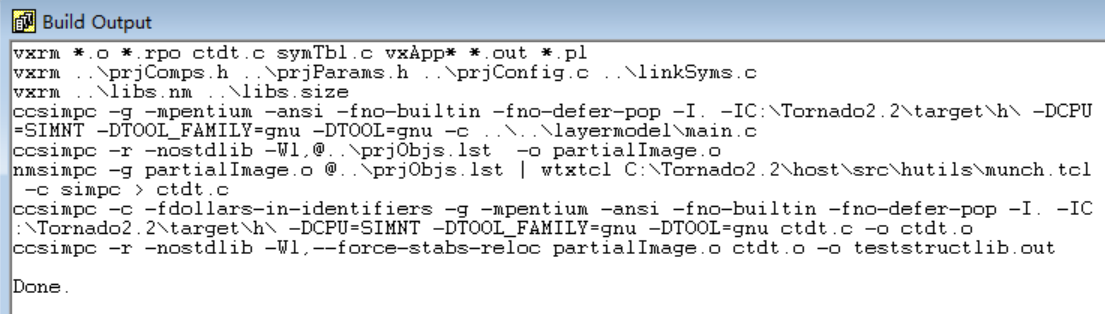 Build Output
vxrm *.o *.rpo ctdt.c symTbl.c vxApp* *.out *.pl
vxrm ..\prjComps.h ..\prjParams.h ..\prjConfig.c ..\linkSyms.c
vxrm ..\libs.nm ..\libs.size
ccsimpc -g -mpentium -ansi -fno-builtin -fno-defer-pop -I. -IC:\Tornado2.2\target\h\ -DCPU
=SIMNT -DTOOL_FAMILY=gnu -DTOOL=gnu -c ..\..\layermodel\main.c
ccsimpc -r -nostdlib -Wl,@..\prjObjs.lst  -o partialImage.o
nmsimpc -g partialImage.o @..\prjObjs.lst | wtxtcl C:\Tornado2.2\host\src\hutils\munch.tcl
 -c simpc > ctdt.c
ccsimpc -c -fdollars-in-identifiers -g -mpentium -ansi -fno-builtin -fno-defer-pop -I. -IC
:\Tornado2.2\target\h\ -DCPU=SIMNT -DTOOL_FAMILY=gnu -DTOOL=gnu ctdt.c -o ctdt.o
ccsimpc -r -nostdlib -Wl,--force-stabs-reloc partialImage.o ctdt.o -o teststructlib.out
Done.